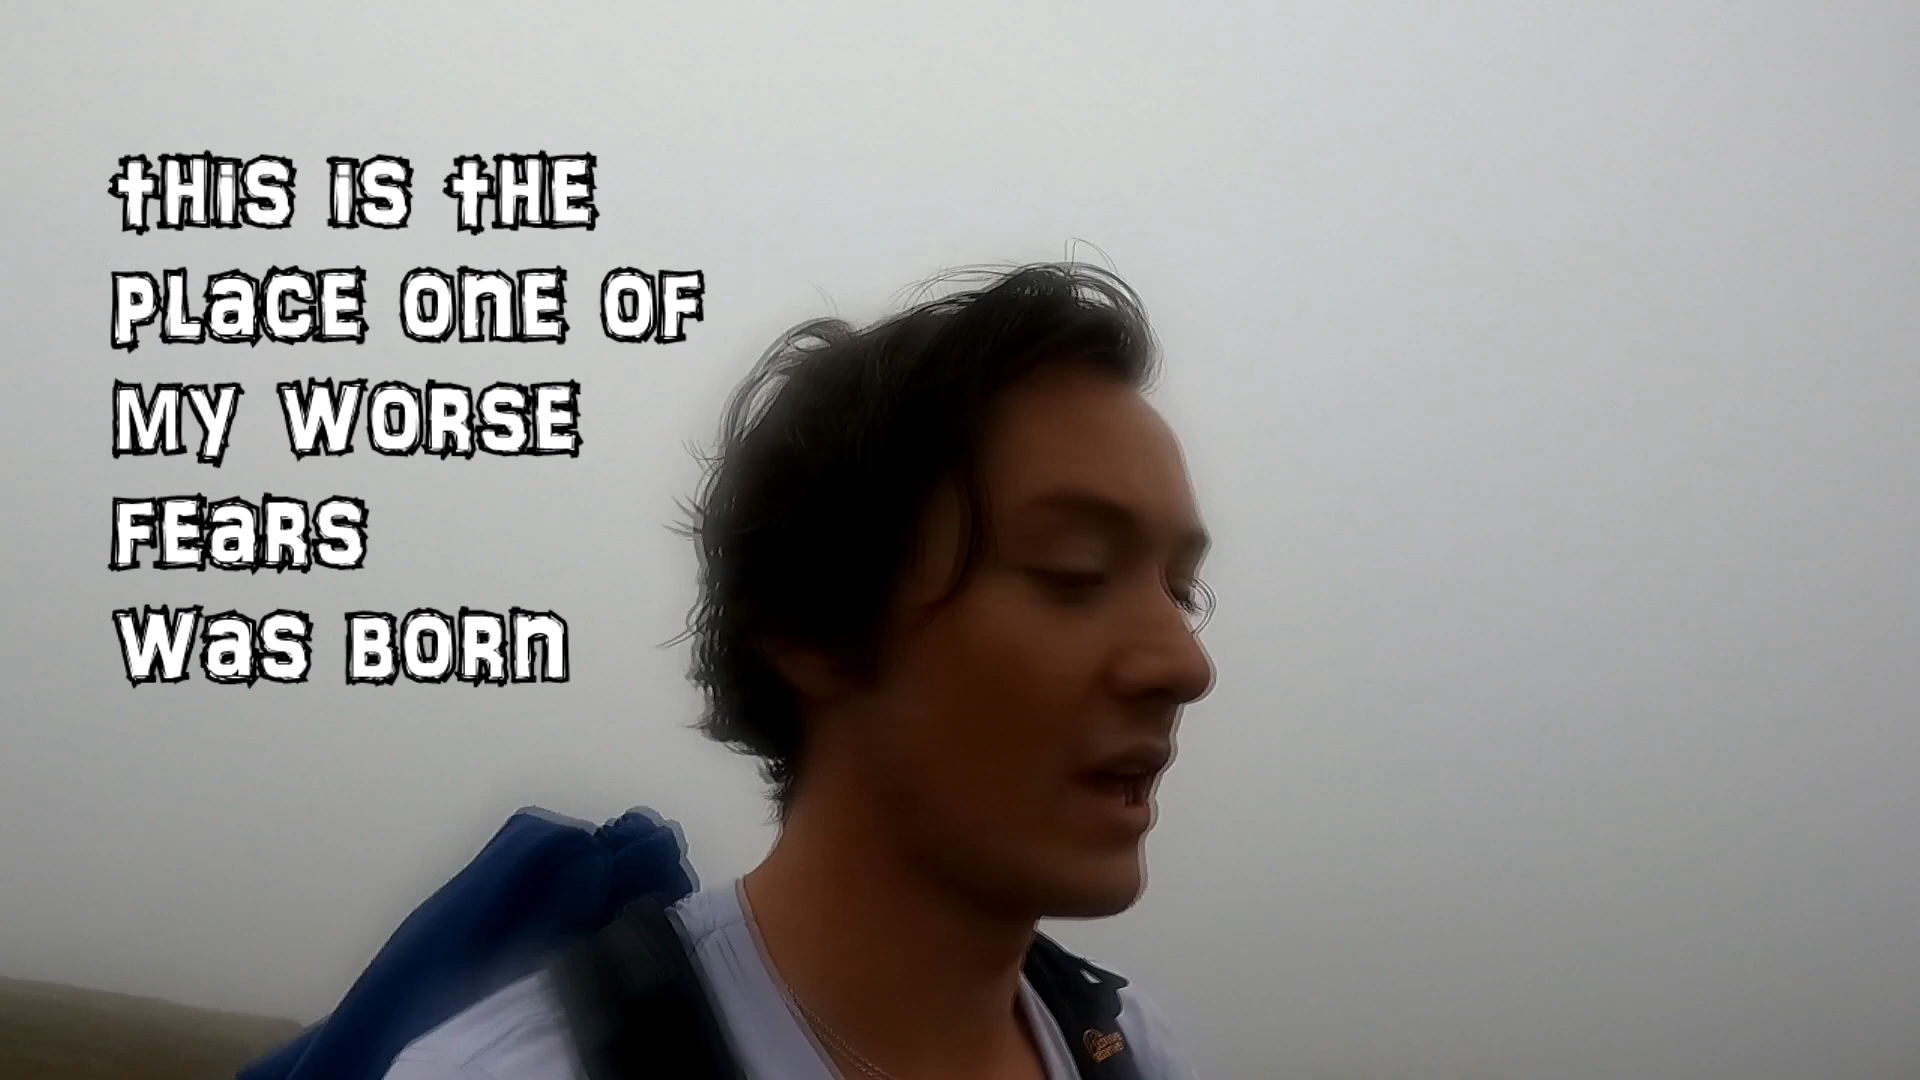 THIS IS THE
PLACE ONE OF
MY WORSE
FEARS
WAS BORN